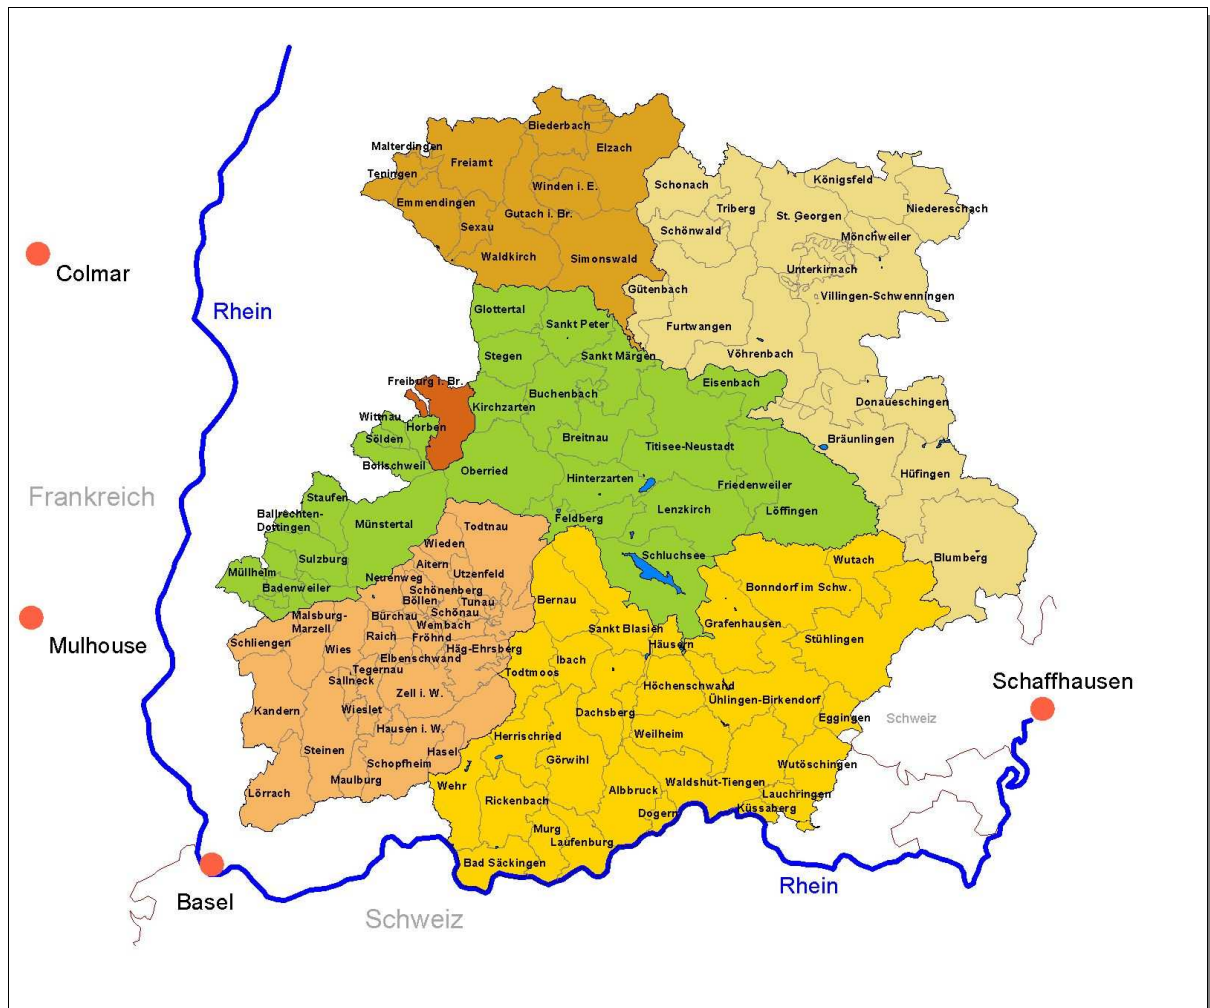 Biederbach
Elzach
Malterdingen
Freiamt
Teningen
Winden i. E.
Emmendingen
Gutach i. Br.
Sexau
Waldkirch
Simonswald
Königsfeld
Schonach
Niedereschach
Triberg
St. Georgen
Schönwald
Mönchweiler
Unterkirnach
Gütenbach
Villingen-Schwenningen
Furtwangen
Vöhrenbach
Donaueschingen
Bräunlingen
Hüfingen
Blumberg
Colmar
Rhein
Glottertal
Sankt Peter
Stegen
Sankt Märgen
Eisenbach
Freiburg i. Br.
Buchenbach
Kirchzarten
Wittnau
Horben
Sölden
Breitnau
Titisee-Neustadt
Bollschweil
Oberried
Hinterzarten
Friedenweiler
Frankreich
Staufen
Lenzkirch
Löffingen
Ballrechten-
Dottingen
Münstertal
Feldberg
Schluchsee
Sulzburg
Müllheim
Badenweiler
Todtnau
Wieden
Aitern
Neuenweg
Utzenfeld
Schönenberg
Böllen
Tunau
Schönau
Malsburg-
Marzell
Bürchau
Wembach
Raich
Fröhnd
Schliengen
Wies
Häg-Ehrsberg
Elbenschwand
Tegernau
Sallneck
Zell i. W.
Kandern
Wieslet
Hausen i. W.
Steinen
Hasel
Schopfheim
Maulburg
Lörrach
Mulhouse
Wutach
Bonndorf im Schw.
Bernau
Grafenhausen
Sankt Blasien
Stühlingen
Häusern
Ibach
Todtmoos
Höchenschwand
Ühlingen-Birkendorf
Dachsberg
Eggingen
Schweiz
Schaffhausen
Herrischried
Weilheim
Görwihl
Wutöschingen
Wehr
Waldshut-Tiengen
Albbruck
Lauchringen
Rickenbach
Küssaberg
Dogern
Murg
Laufenburg
Bad Säckingen
Rhein
Basel
Schweiz